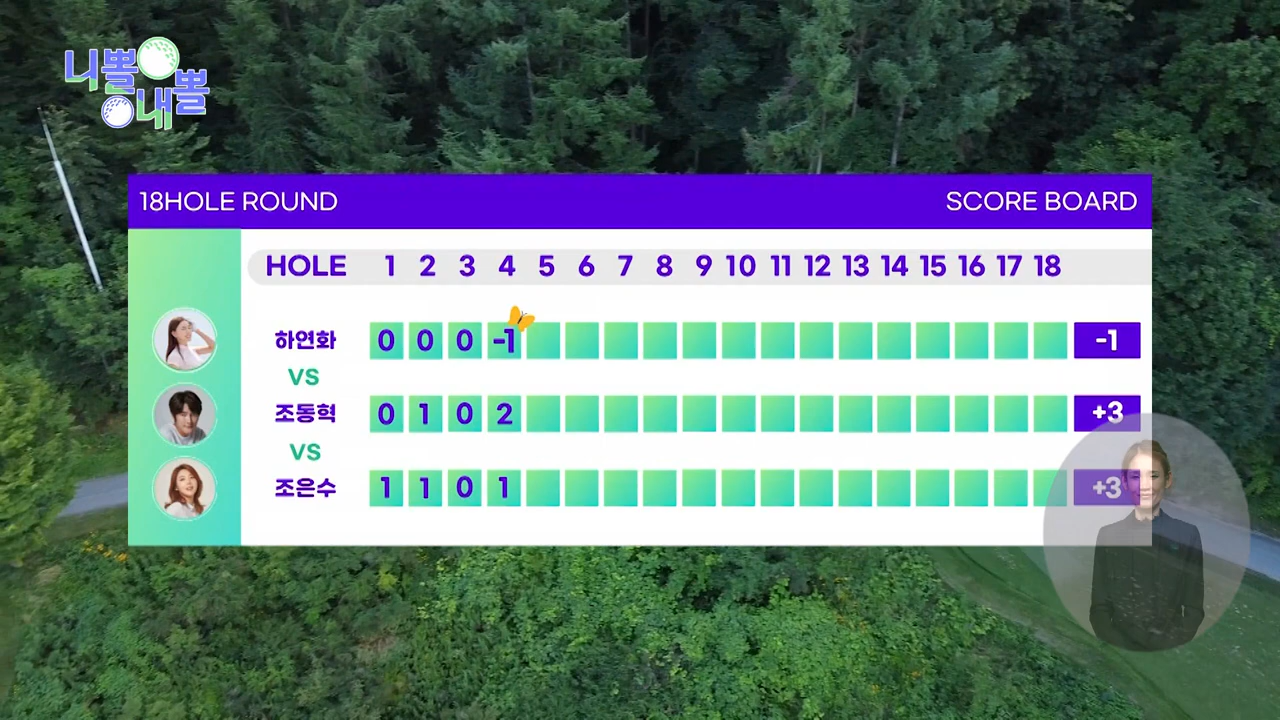 니뽈
내뽈
18HOLE ROUND SCORE BOARD
HOLE 1 2 3 4 5 6 7 8 9 10 11 12 13 14 15 16 17 18
하연화 0 0 0 -1 -1
VS
조동혁 0 1 0 2 +3
VS
조은수 1 1 0 1 +3